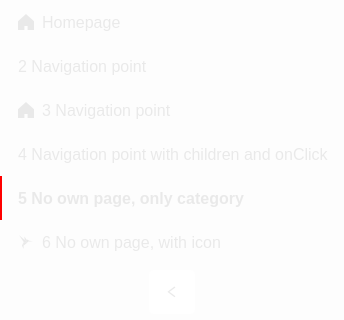 Homepage
2 Navigation point
3 Navigation point
4 Navigation point with children and onClick
5 No own page, only category
6 No own page, with icon